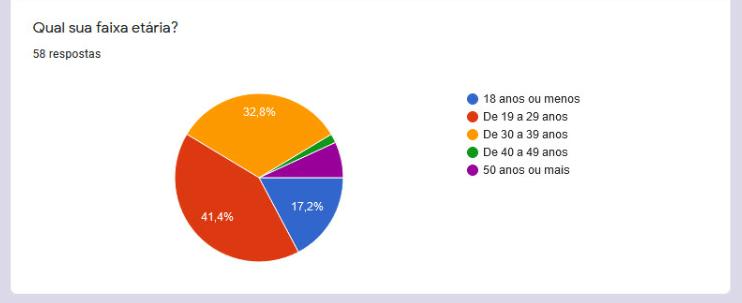 Qual sua faixa etária?
58 respostas
32,8%
41,4%
17,2%
18 anos ou menos
De 19 a 29 anos
De 30 a 39 anos
De 40 a 49 anos
50 anos ou mais